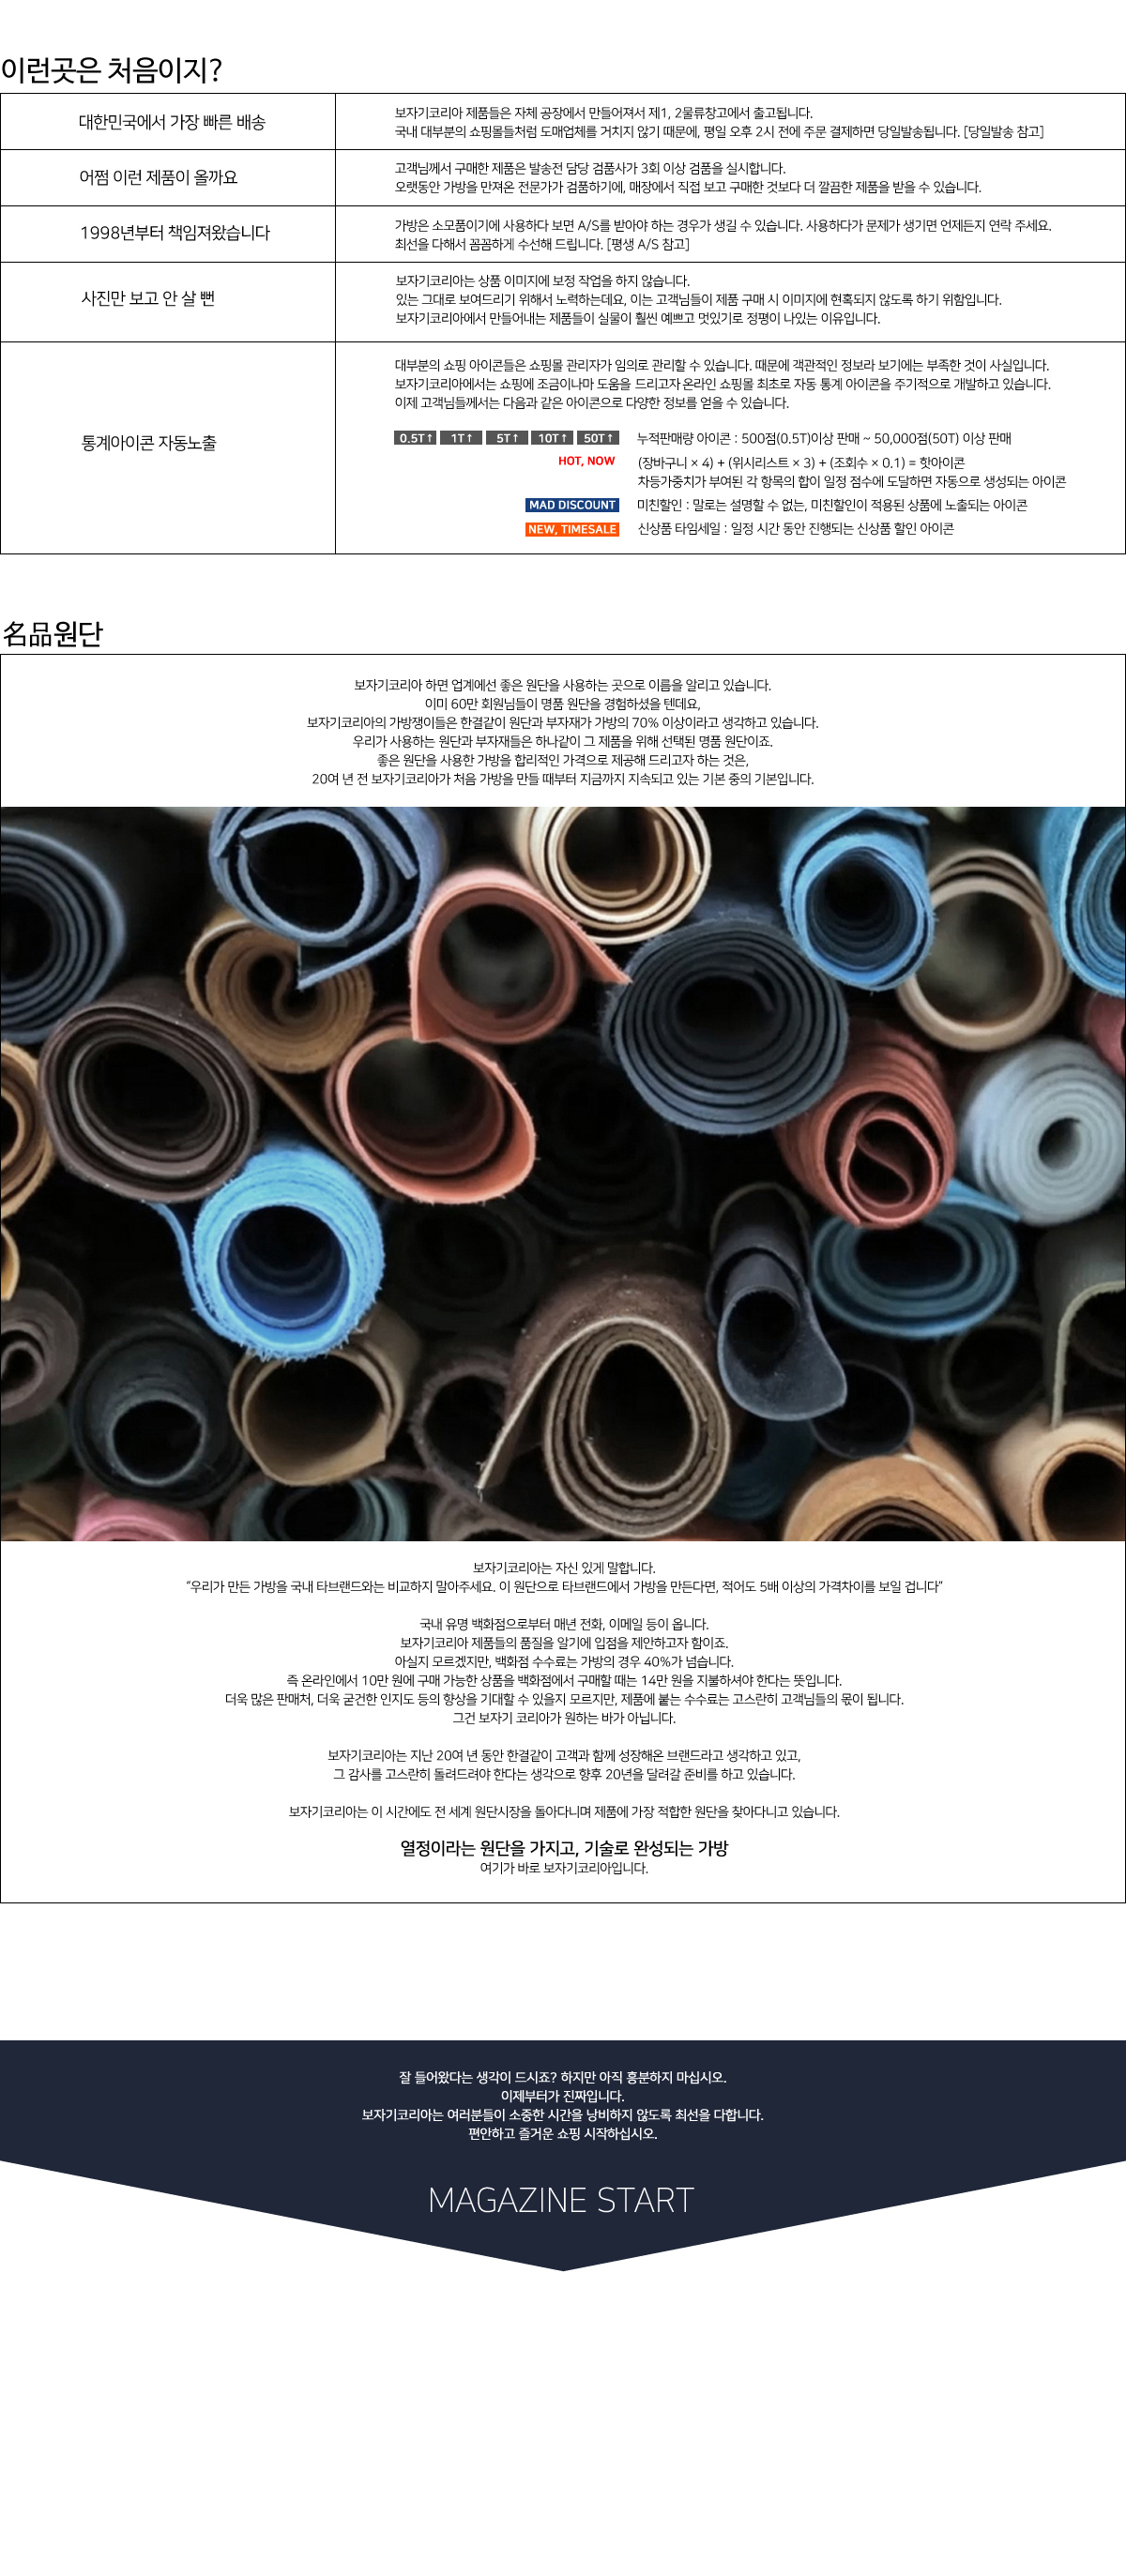 이런곳은 처음이지?
대한민국에서 가장 빠른 배송
보자기코리아 제품들은 자체 공장에서 만들어져서 제1, 2물류창고에서 출고됩니다.
국내 대부분의 쇼핑몰들처럼 도매업체를 거치지 않기 때문에, 평일 오후 2시 전에 주문 결제하면 당일발송됩니다. [당일발송 참고]
어쩜 이런 제품이 올까요
고객님께서 구매한 제품은 발송전 담당 검품사가 3회 이상 검품을 실시합니다.
오랫동안 가방을 만져온 전문가가 검품하기에, 매장에서 직접 보고 구매한 것보다 더 깔끔한 제품을 받을 수 있습니다.
1998년부터 책임져왔습니다
가방은 소모품이기에 사용하다 보면 A/S를 받아야 하는 경우가 생길 수 있습니다. 사용하다가 문제가 생기면 언제든지 연락 주세요.
최선을 다해서 꼼꼼하게 수선해 드립니다. [평생 A/S 참고]
사진만 보고 안 살 뻔
보자기코리아는 상품 이미지에 보정 작업을 하지 않습니다.
있는 그대로 보여드리기 위해서 노력하는데요, 이는 고객님들이 제품 구매 시 이미지에 현혹되지 않도록 하기 위함입니다.
보자기코리아에서 만들어내는 제품들이 실물이 훨씬 예쁘고 멋있기로 정평이 나있는 이유입니다.
통계아이콘 자동노출
대부분의 쇼핑 아이콘들은 쇼핑몰 관리자가 임의로 관리할 수 있습니다. 때문에 객관적인 정보라 보기에는 부족한 것이 사실입니다.
보자기코리아에서는 쇼핑에 조금이나마 도움을 드리고자 온라인 쇼핑몰 최초로 자동 통계 아이콘을 주기적으로 개발하고 있습니다.
이제 고객님들께서는 다음과 같은 아이콘으로 다양한 정보를 얻을 수 있습니다.
0.5T↑ 1T↑ 5T↑ 10T↑ 50T↑ 누적판매량 아이콘 : 500점(0.5T)이상 판매 ~ 50,000점(50T) 이상 판매
HOT, NOW (장바구니 × 4) + (위시리스트 × 3) + (조회수 × 0.1) = 핫아이콘
차등가중치가 부여된 각 항목의 합이 일정 점수에 도달하면 자동으로 생성되는 아이콘
MAD DISCOUNT 미친할인 : 말로는 설명할 수 없는, 미친할인이 적용된 상품에 노출되는 아이콘
NEW, TIMESALE 신상품 타임세일 : 일정 시간 동안 진행되는 신상품 할인 아이콘
名品원단
보자기코리아 하면 업계에선 좋은 원단을 사용하는 곳으로 이름을 알리고 있습니다.
이미 60만 회원님들이 명품 원단을 경험하셨을 텐데요,
보자기코리아의 가방쟁이들은 한결같이 원단과 부자재가 가방의 70% 이상이라고 생각하고 있습니다.
우리가 사용하는 원단과 부자재들은 하나같이 그 제품을 위해 선택된 명품 원단이죠.
좋은 원단을 사용한 가방을 합리적인 가격으로 제공해 드리고자 하는 것은,
20여 년 전 보자기코리아가 처음 가방을 만들 때부터 지금까지 지속되고 있는 기본 중의 기본입니다.
보자기코리아는 자신 있게 말합니다.
"우리가 만든 가방을 국내 타브랜드와는 비교하지 말아주세요. 이 원단으로 타브랜드에서 가방을 만든다면, 적어도 5배 이상의 가격차이를 보일 겁니다"
국내 유명 백화점으로부터 매년 전화, 이메일 등이 옵니다.
보자기코리아 제품들의 품질을 알기에 입점을 제안하고자 함이죠.
아실지 모르겠지만, 백화점 수수료는 가방의 경우 40%가 넘습니다.
즉 온라인에서 10만 원에 구매 가능한 상품을 백화점에서 구매할 때는 14만 원을 지불하셔야 한다는 뜻입니다.
더욱 많은 판매처, 더욱 굳건한 인지도 등의 향상을 기대할 수 있을지 모르지만, 제품에 붙는 수수료는 고스란히 고객님들의 몫이 됩니다.
그건 보자기 코리아가 원하는 바가 아닙니다.
보자기코리아는 지난 20여 년 동안 한결같이 고객과 함께 성장해온 브랜드라고 생각하고 있고,
그 감사를 고스란히 돌려드려야 한다는 생각으로 향후 20년을 달려갈 준비를 하고 있습니다.
보자기코리아는 이 시간에도 전 세계 원단시장을 돌아다니며 제품에 가장 적합한 원단을 찾아다니고 있습니다.
열정이라는 원단을 가지고, 기술로 완성되는 가방
여기가 바로 보자기코리아입니다.
잘 들어왔다는 생각이 드시죠? 하지만 아직 흥분하지 마십시오.
이제부터가 진짜입니다.
보자기코리아는 여러분들이 소중한 시간을 낭비하지 않도록 최선을 다합니다.
편안하고 즐거운 쇼핑 시작하십시오.
MAGAZINE START